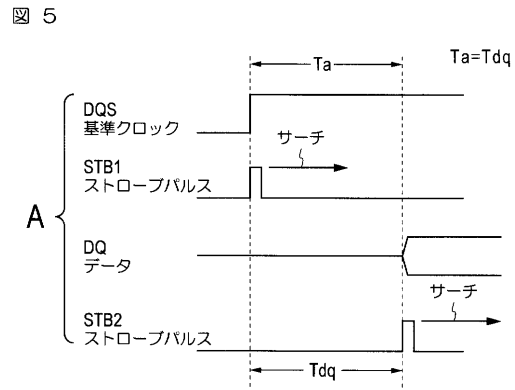 図 5
Ta
Ta=Tdq
A
DQS
基準クロック
サーチ
STB1
ストローブパルス
DQ
データ
サーチ
STB2
ストローブパルス
Tdq